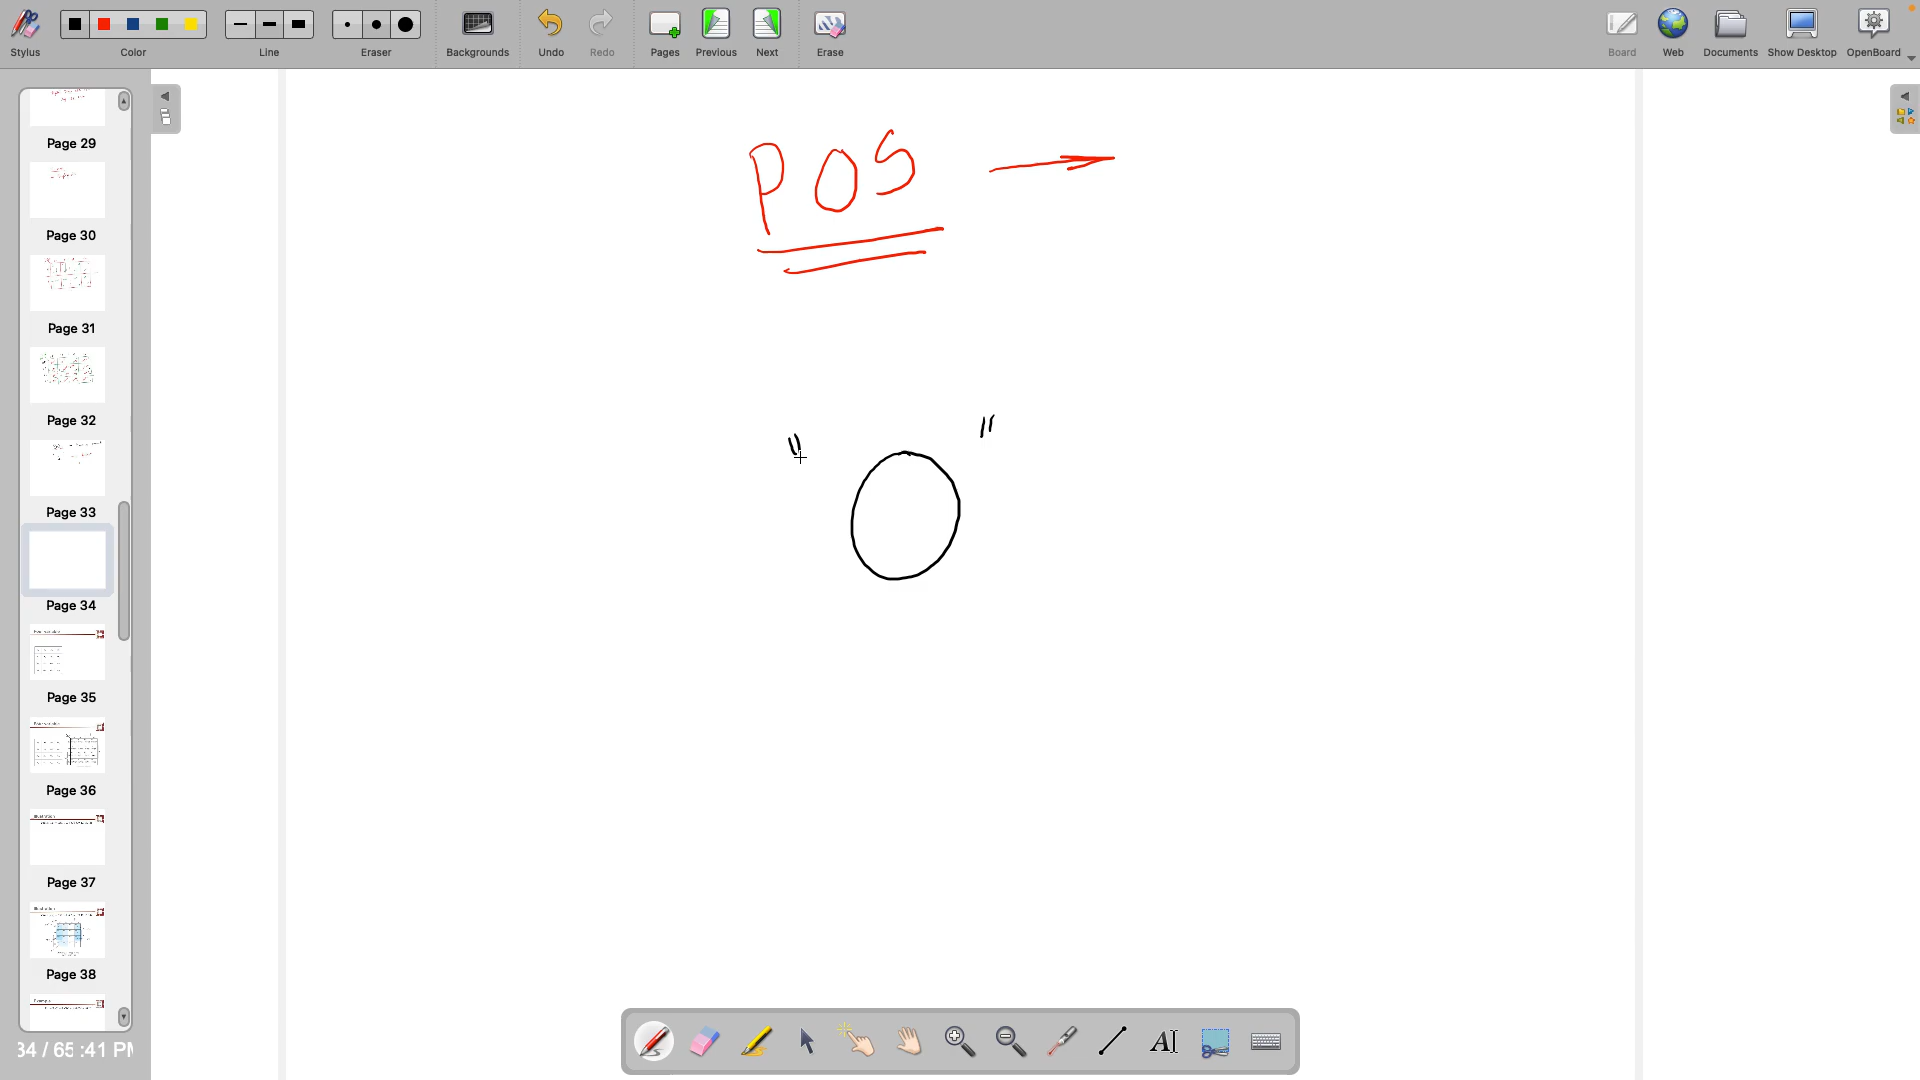 Stylus
Color
Line
Eraser
Backgrounds
Undo
Redo
Pages
Previous
Next
Erase
Board
Web
Documents
Show Desktop
OpenBoard
Page 29
Page 30
Page 31
Page 32
Page 33
Page 34
Page 35
Page 36
Page 37
Page 38
34 / 65 :41 PM
POS →
" O "